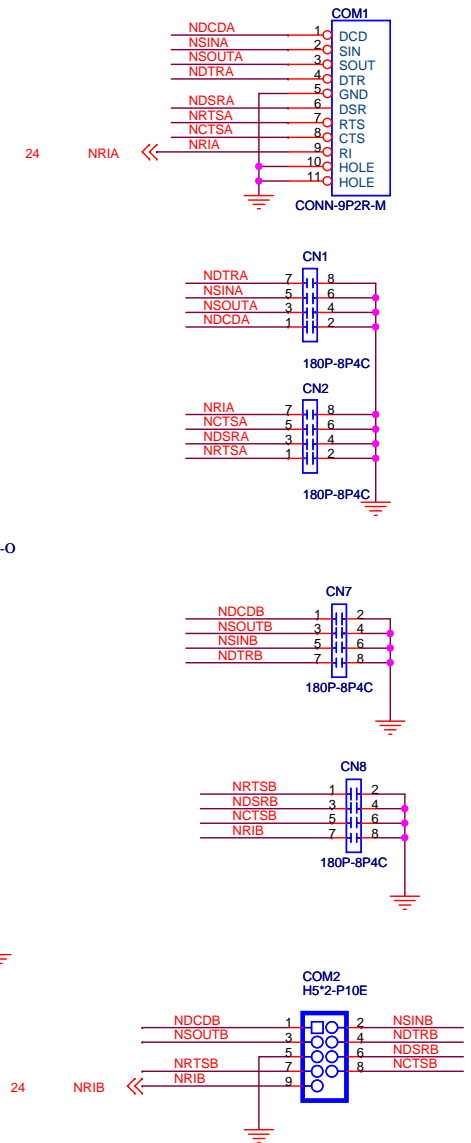 COM1
NDCDA 1 DCD
NSINA 2 SIN
NSOUTA 3 SOUT
NDTRA 4 DTR
5 GND
NDSRA 6 DSR
NRTSA 7 RTS
NCTSA 8 CTS
24 NRIA NRIA 9 RI
10 HOLE
11 HOLE
CONN-9P2R-M
CN1
NDTRA 7 8
NSINA 5 6
NSOUTA 3 4
NDCDA 1 2
180P-8P4C
CN2
NRIA 7 8
NCTSA 5 6
NDSRA 3 4
NRTSA 1 2
180P-8P4C
-O
CN7
NDCDB 1 2
NSOUTB 3 4
NSINB 5 6
NDTRB 7 8
180P-8P4C
CN8
NRTSB 1 2
NDSRB 3 4
NCTSB 5 6
NRIB 7 8
180P-8P4C
COM2
H5*2-P10E
NDCDB 1 2 NSINB
NSOUTB 3 4 NDTRB
5 6 NDSRB
NRTSB 7 8 NCTSB
24 NRIB NRIB 9